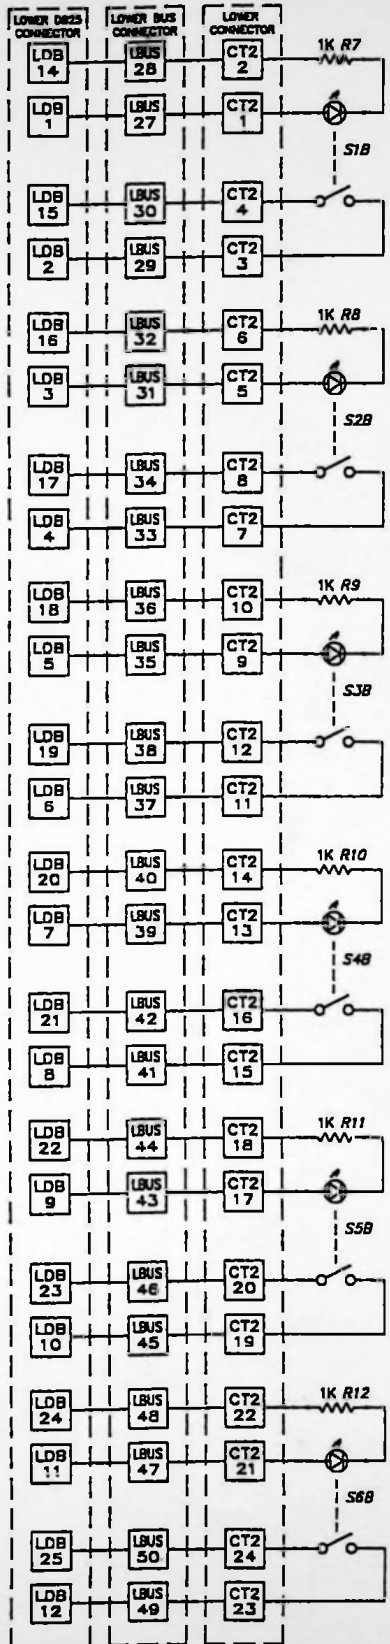 LOWER DB25 CONNECTOR
LOWER BUS CONNECTOR
LOWER CONNECTOR
LDB 14 LBUS 28 CT2 2 1K R7
LDB 1 LBUS 27 CT2 1
S1B
LDB 15 LBUS 30 CT2 4
LDB 2 LBUS 29 CT2 3
LDB 16 LBUS 32 CT2 6 1K R8
LDB 3 LBUS 31 CT2 5
S2B
LDB 17 LBUS 34 CT2 8
LDB 4 LBUS 33 CT2 7
LDB 18 LBUS 36 CT2 10 1K R9
LDB 5 LBUS 35 CT2 9
S3B
LDB 19 LBUS 38 CT2 12
LDB 6 LBUS 37 CT2 11
LDB 20 LBUS 40 CT2 14 1K R10
LDB 7 LBUS 39 CT2 13
S4B
LDB 21 LBUS 42 CT2 16
LDB 8 LBUS 41 CT2 15
LDB 22 LBUS 44 CT2 18 1K R11
LDB 9 LBUS 43 CT2 17
S5B
LDB 23 LBUS 46 CT2 20
LDB 10 LBUS 45 CT2 19
LDB 24 LBUS 48 CT2 22 1K R12
LDB 11 LBUS 47 CT2 21
S6B
LDB 25 LBUS 50 CT2 24
LDB 12 LBUS 49 CT2 23